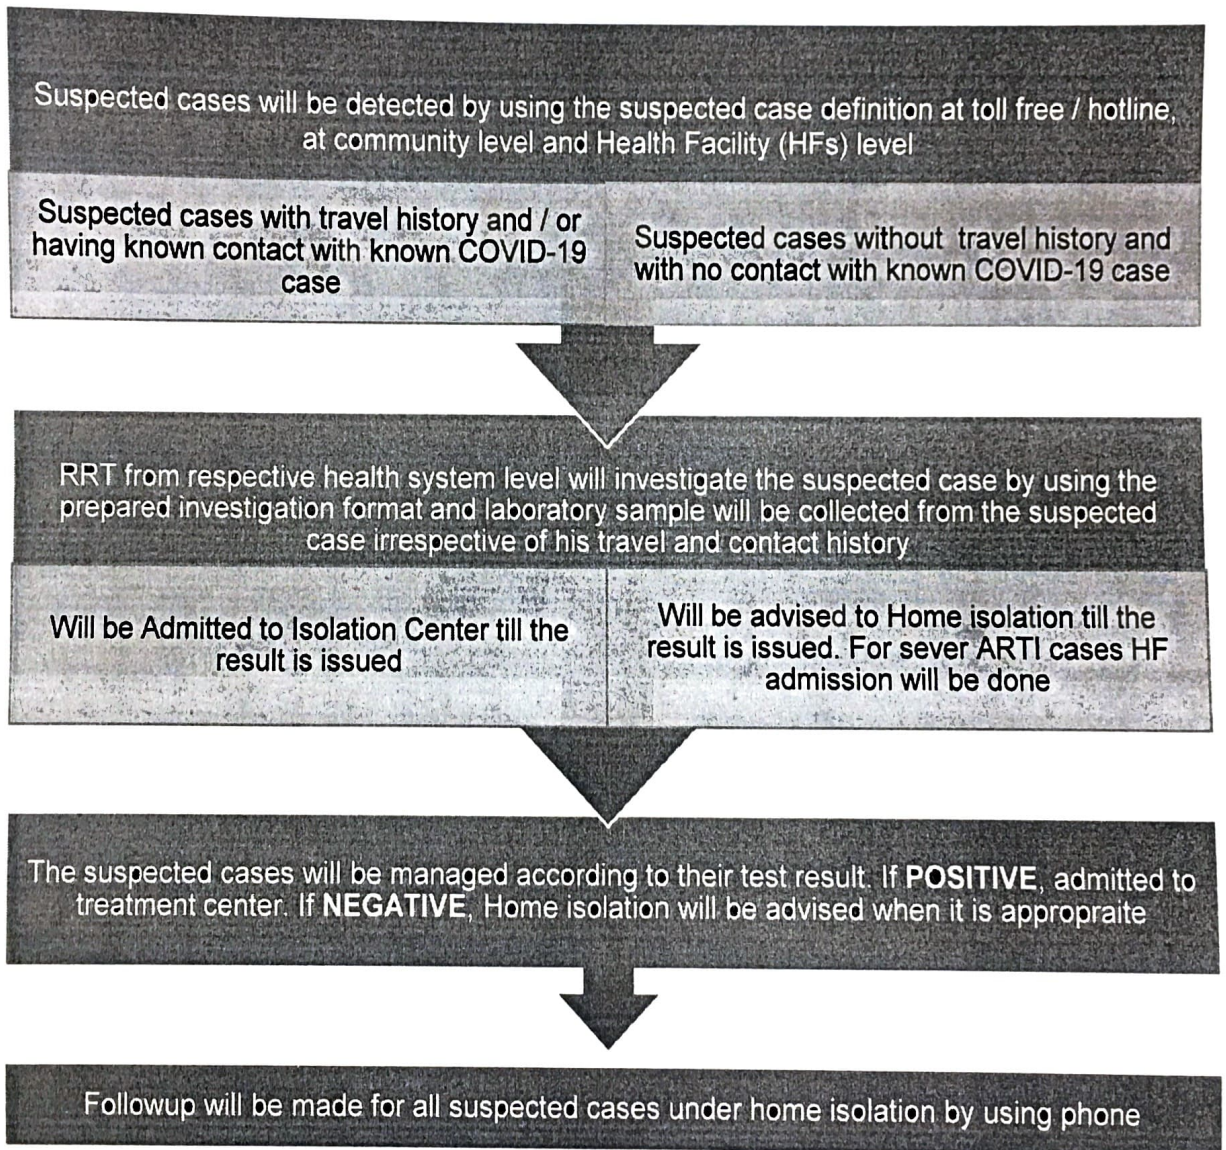 Suspected cases will be detected by using the suspected case definition at toll free / hotline,
at community level and Health Facility (HFs) level
Suspected cases with travel history and / or
having known contact with known COVID-19
case
Suspected cases without travel history and
with no contact with known COVID-19 case
RRT from respective health system level will investigate the suspected case by using the
prepared investigation format and laboratory sample will be collected from the suspected
case irrespective of his travel and contact history
Will be Admitted to Isolation Center till the
result is issued
Will be advised to Home isolation till the
result is issued. For sever ARTI cases HF
admission will be done
The suspected cases will be managed according to their test result. If POSITIVE, admitted to
treatment center. If NEGATIVE, Home isolation will be advised when it is appropraite
Followup will be made for all suspected cases under home isolation by using phone